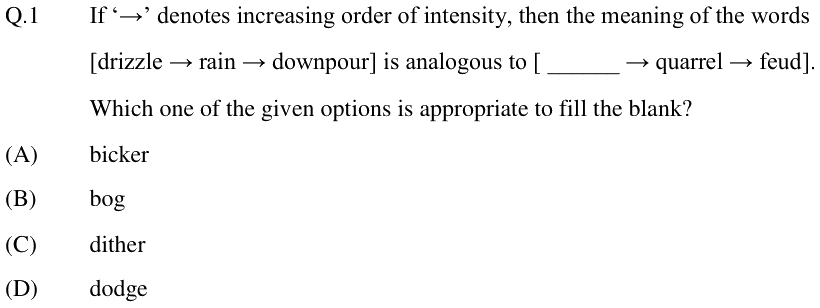 Q.1 If ‘→’ denotes increasing order of intensity, then the meaning of the words
[drizzle → rain → downpour] is analogous to [ ______ → quarrel → feud].
Which one of the given options is appropriate to fill the blank?
(A) bicker
(B) bog
(C) dither
(D) dodge